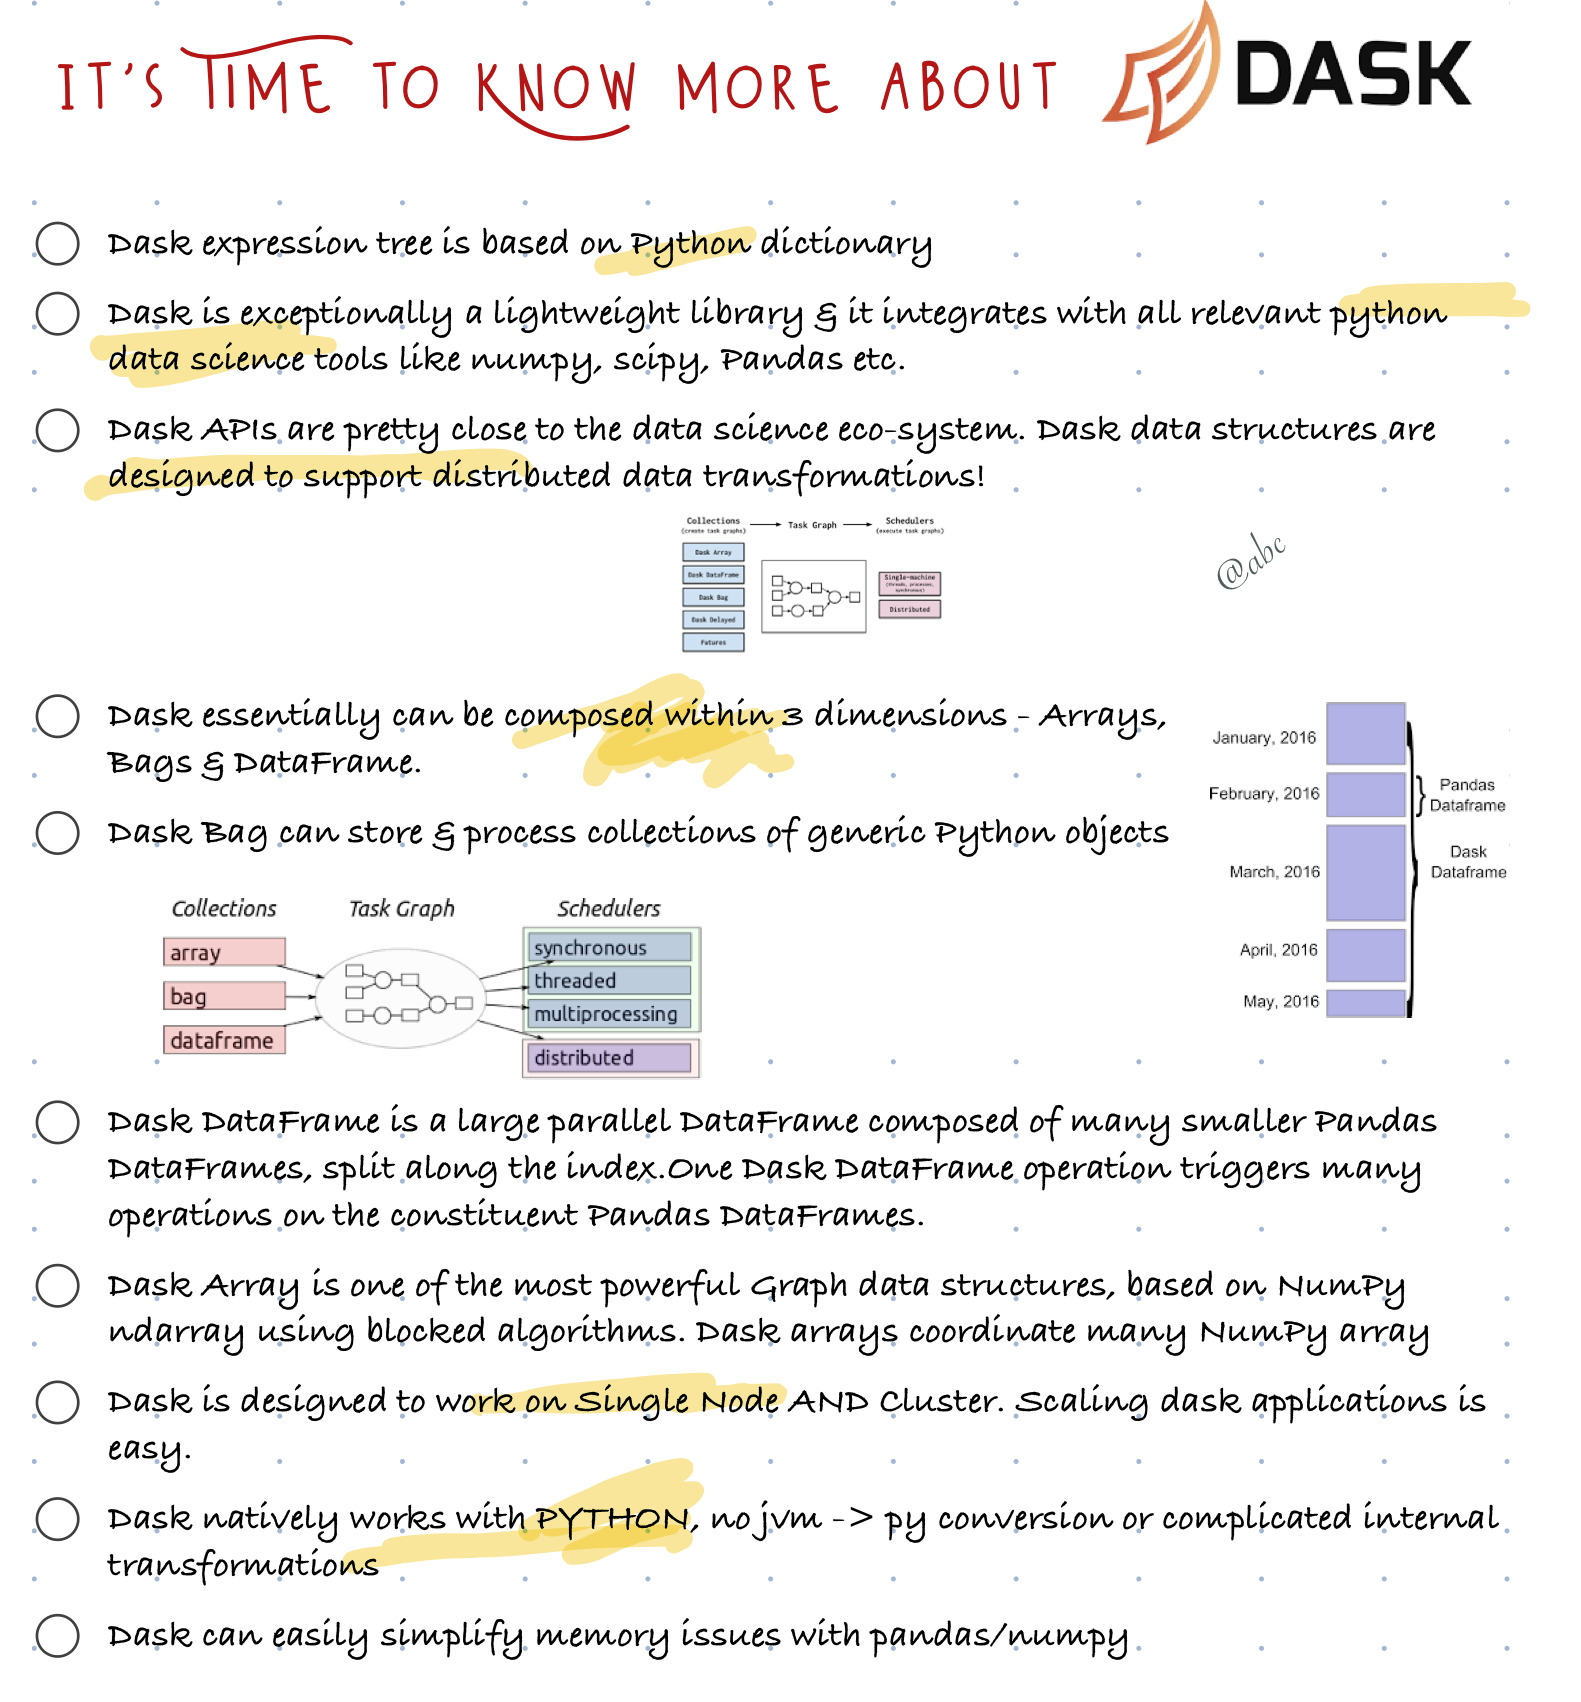 IT'S TIME TO KNOW MORE ABOUT DASK
Dask expression tree is based on Python dictionary
Dask is exceptionally a lightweight library & it integrates with all relevant python
data science tools like numpy, scipy, Pandas etc.
Dask APIs are pretty close to the data science eco-system. Dask data structures are
designed to support distributed data transformations!
Collections
(create task graphs)
Task Graph
Schedulers
(execute task graphs)
Dask Array
Dask DataFrame
Dask Bag
Dask Delayed
Futures
Single-machine
(threads, processes,
synchronous)
Distributed
@abc
Dask essentially can be composed within 3 dimensions - Arrays,
Bags & DataFrame.
Dask Bag can store & process collections of generic Python objects
January, 2016
February, 2016
March, 2016
April, 2016
May, 2016
Pandas
Dataframe
Dask
Dataframe
Collections
Task Graph
Schedulers
array
bag
dataframe
synchronous
threaded
multiprocessing
distributed
Dask DataFrame is a large parallel DataFrame composed of many smaller Pandas
DataFrames, split along the index.One Dask DataFrame operation triggers many
operations on the constituent Pandas DataFrames.
Dask Array is one of the most powerful Graph data structures, based on NumPy
ndarray using blocked algorithms. Dask arrays coordinate many NumPy array
Dask is designed to work on Single Node AND Cluster. Scaling dask applications is
easy.
Dask natively works with PYTHON, no jvm -> py conversion or complicated internal
transformations
Dask can easily simplify memory issues with pandas/numpy